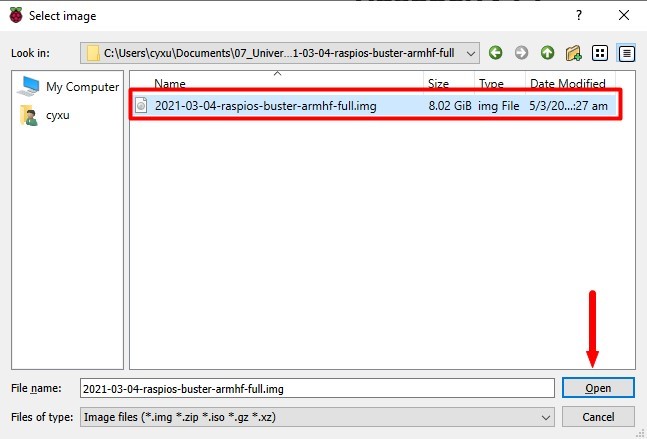 Select image
?
Look in: C:\Users\cyxu\Documents\07_Univer...1-03-04-raspios-buster-armhf-full
My Computer
cyxu
Name Size Type Date Modified
2021-03-04-raspios-buster-armhf-full.img 8.02 GiB img File 5/3/20...:27 am
File name: 2021-03-04-raspios-buster-armhf-full.img Open
Files of type: Image files (*.img *.zip *.iso *.gz *.xz) Cancel